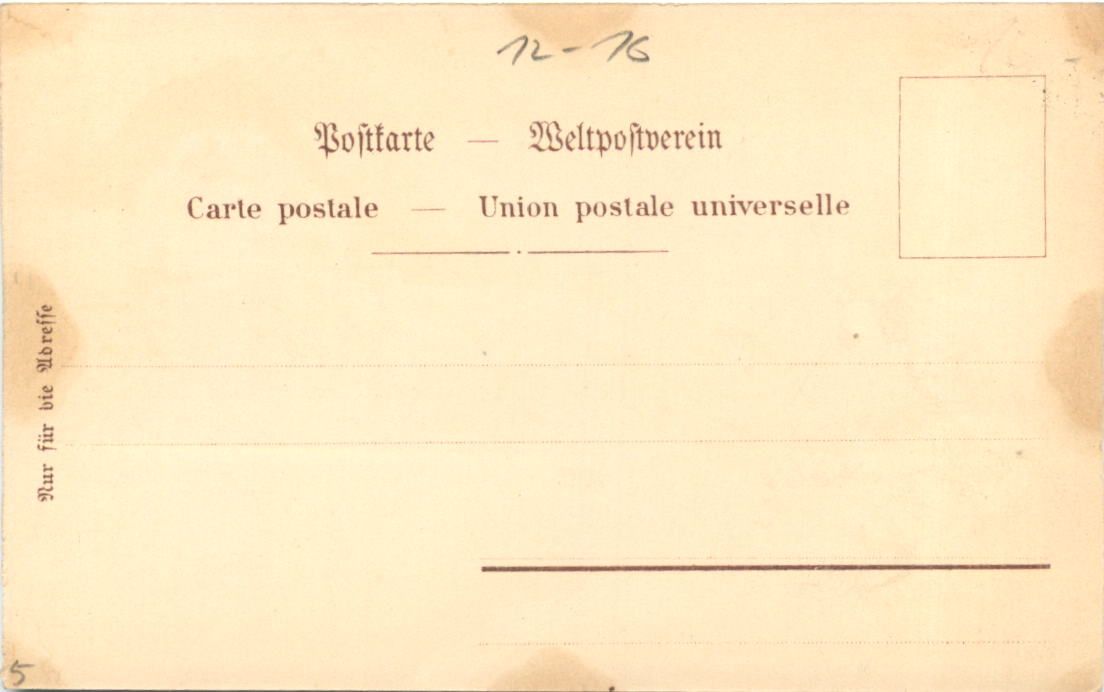 12-16
Poſtkarte — Weltpoſtverein
Carte postale — Union postale universelle
Nur für die Adreſſe
5